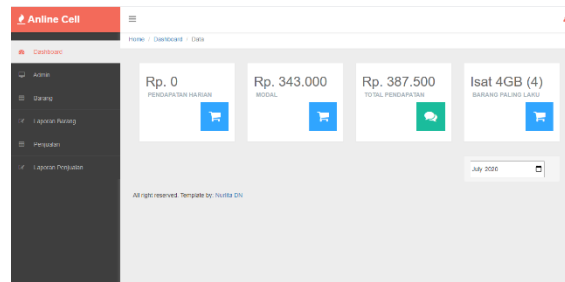 Anline Cell
Home / Dashboard / Data
Dashboard
Admin
Barang
Laporan Barang
Penjualan
Laporan Penjualan
Rp. 0
PENDAPATAN HARIAN
Rp. 343.000
MODAL
Rp. 387.500
TOTAL PENDAPATAN
Isat 4GB (4)
BARANG PALING LAKU
July 2020
All right reserved. Template by: Nurilla DN